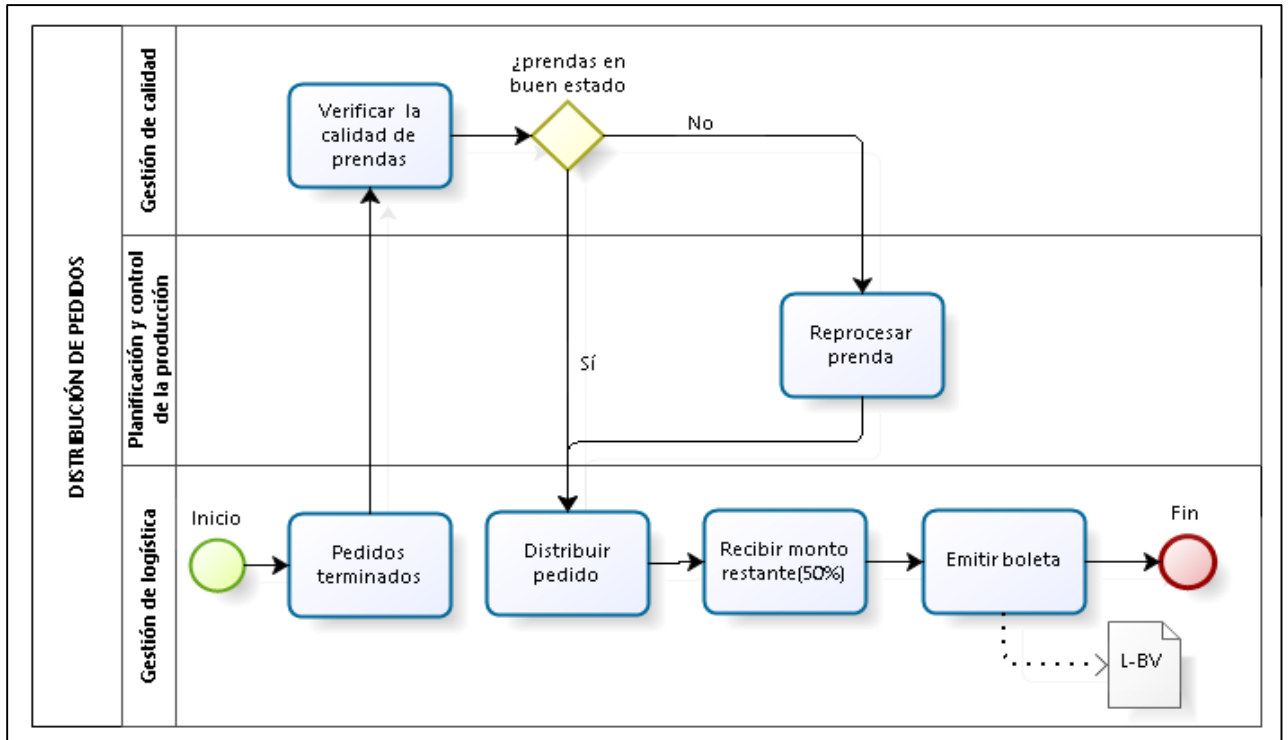 DISTRIBUCIÓN DE PEDIDOS
Gestión de calidad
Verificar la
calidad de
prendas
¿prendas en
buen estado
No
Planificación y control
de la producción
Sí
Reprocesar
prenda
Gestión de logística
Inicio
Pedidos
terminados
Distribuir
pedido
Recibir monto
restante(50%)
Emitir boleta
Fin
L-BV